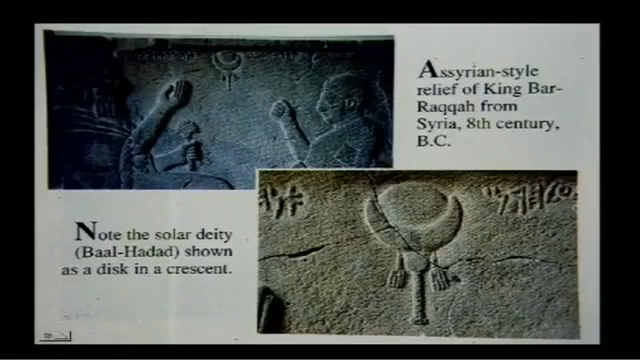 Assyrian-style
relief of King Bar-
Raqqah from
Syria, 8th century,
B.C.
Note the solar deity
(Baal-Hadad) shown
as a disk in a crescent.